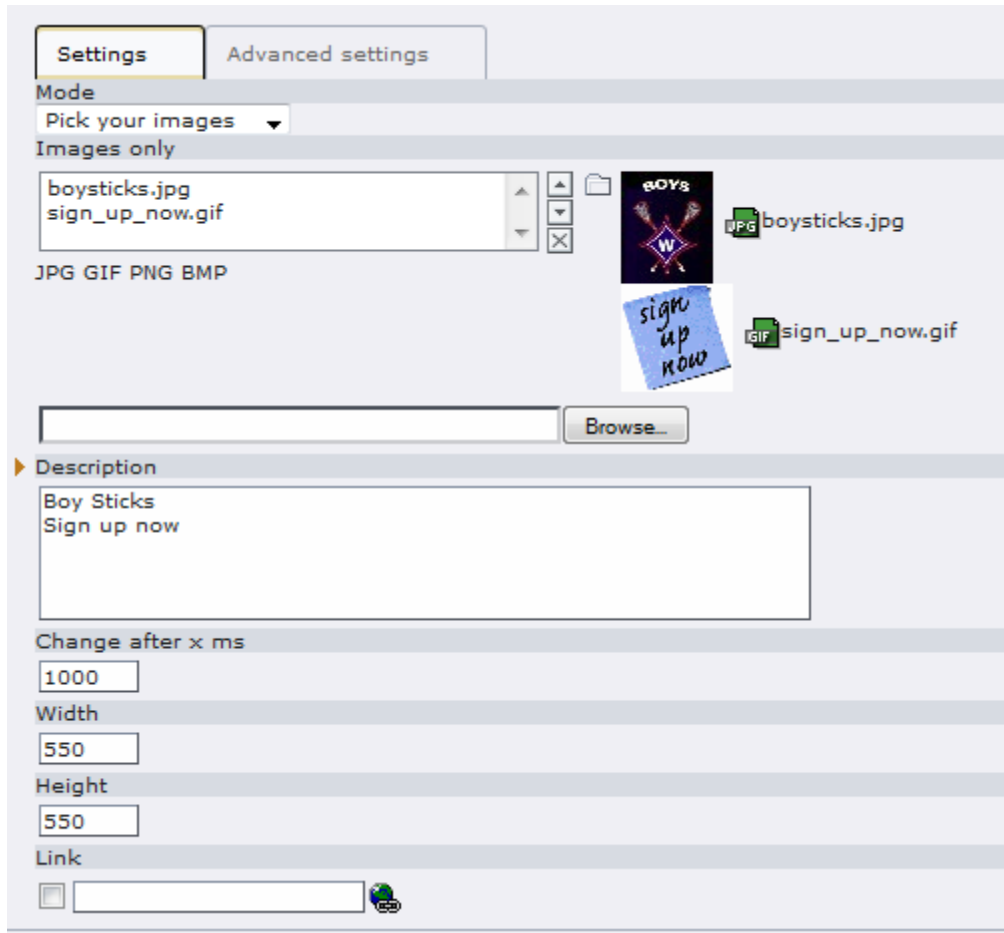 Settings
Advanced settings
Mode
Pick your images
Images only
boysticks.jpg
sign_up_now.gif
BOYS
W
JPG
boysticks.jpg
JPG GIF PNG BMP
sign
up
now
GIF
sign_up_now.gif
Browse...
Description
Boy Sticks
Sign up now
Change after x ms
1000
Width
550
Height
550
Link